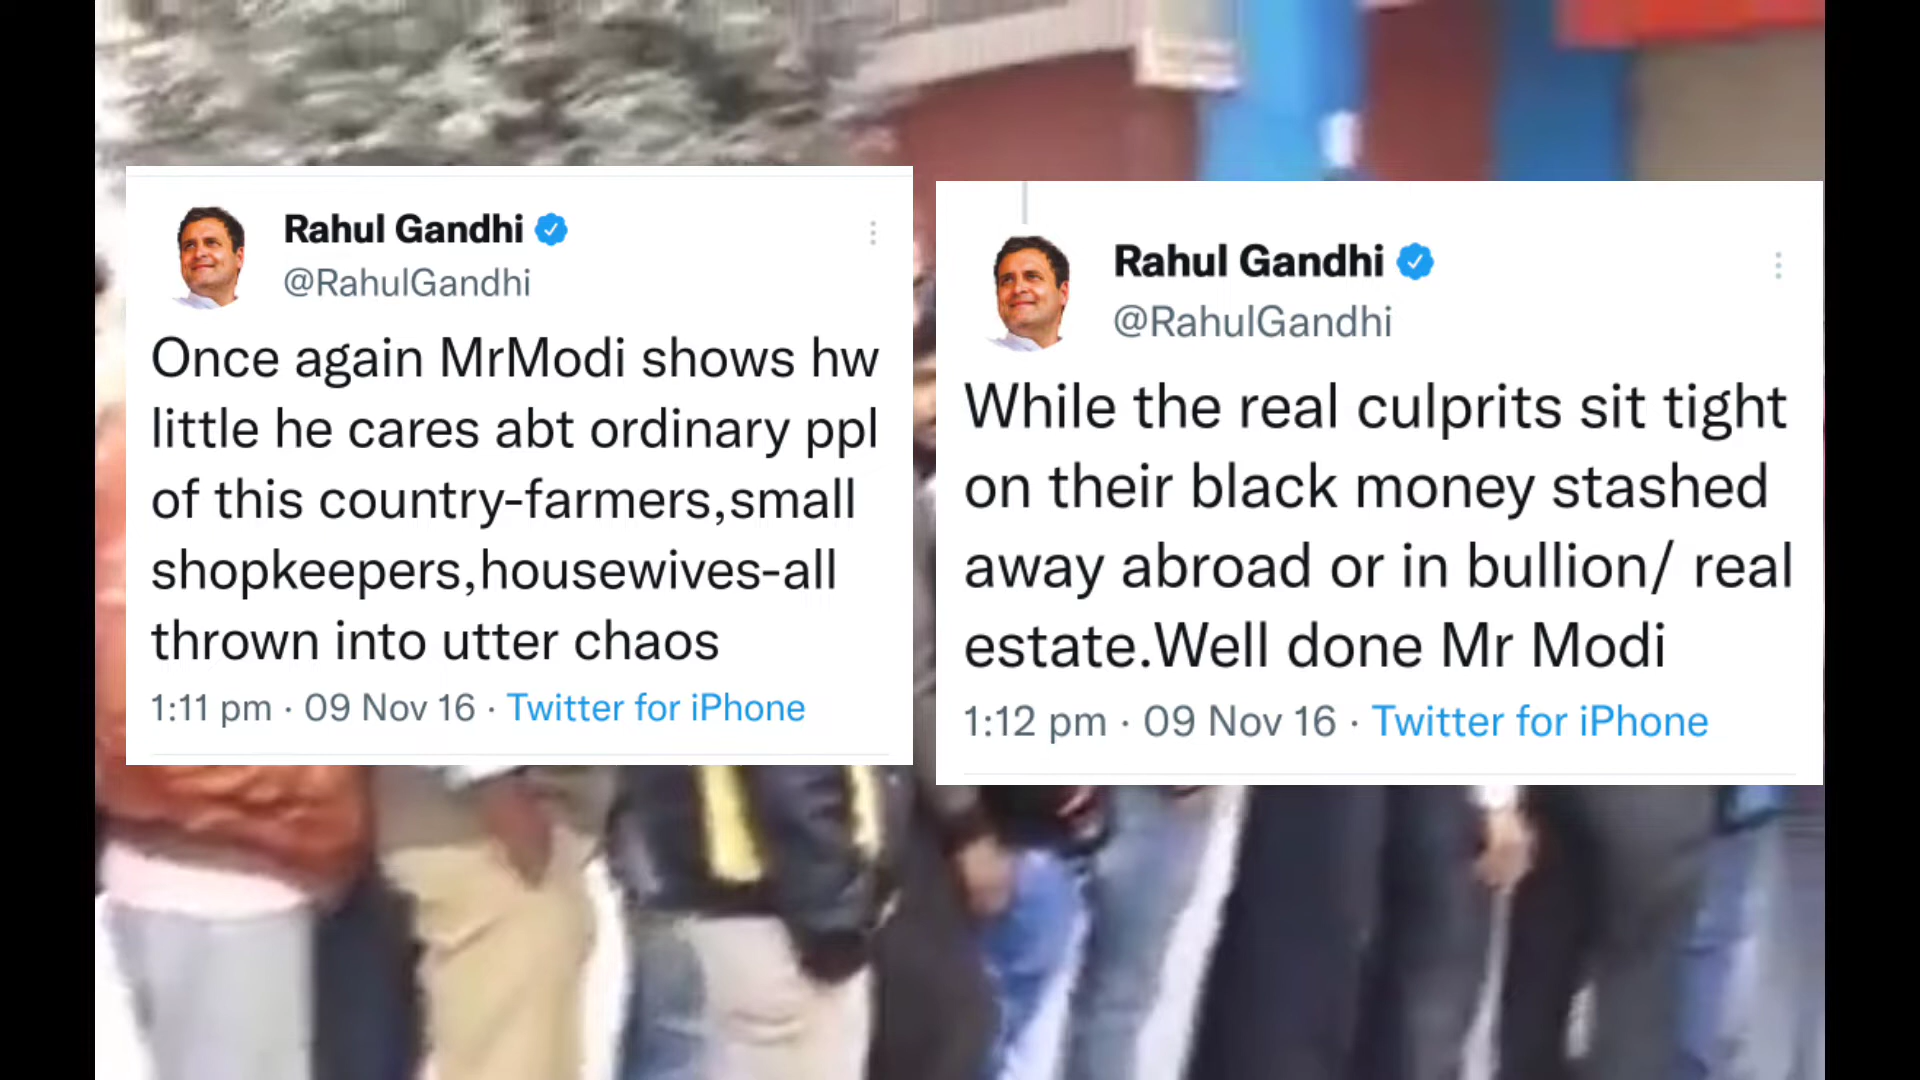 Rahul Gandhi
@RahulGandhi
Once again MrModi shows hw
little he cares abt ordinary ppl
of this country-farmers,small
shopkeepers,housewives-all
thrown into utter chaos
1:11 pm · 09 Nov 16 · Twitter for iPhone
Rahul Gandhi
@RahulGandhi
While the real culprits sit tight
on their black money stashed
away abroad or in bullion/ real
estate.Well done Mr Modi
1:12 pm · 09 Nov 16 · Twitter for iPhone